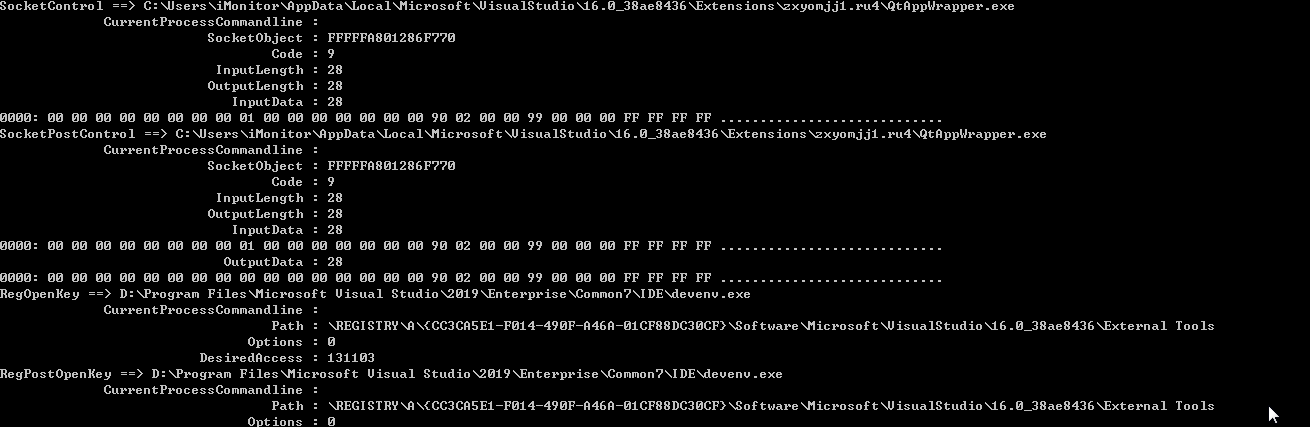 SocketControl ==> C:\Users\iMonitor\AppData\Local\Microsoft\VisualStudio\16.0_38ae8436\Extensions\zxyomjj1.ru4\QtAppWrapper.exe
CurrentProcessCommandline :
SocketObject : FFFFFA801286F770
Code : 9
InputLength : 28
OutputLength : 28
InputData : 28
0000: 00 00 00 00 00 00 00 00 01 00 00 00 00 00 00 00 90 02 00 00 99 00 00 00 FF FF FF FF ............................
SocketPostControl ==> C:\Users\iMonitor\AppData\Local\Microsoft\VisualStudio\16.0_38ae8436\Extensions\zxyomjj1.ru4\QtAppWrapper.exe
CurrentProcessCommandline :
SocketObject : FFFFFA801286F770
Code : 9
InputLength : 28
OutputLength : 28
InputData : 28
0000: 00 00 00 00 00 00 00 00 01 00 00 00 00 00 00 00 90 02 00 00 99 00 00 00 FF FF FF FF ............................
OutputData : 28
0000: 00 00 00 00 00 00 00 00 00 00 00 00 00 00 00 00 90 02 00 00 99 00 00 00 FF FF FF FF ............................
RegOpenKey ==> D:\Program Files\Microsoft Visual Studio\2019\Enterprise\Common7\IDE\devenv.exe
CurrentProcessCommandline :
Path : \REGISTRY\A\{CC3CA5E1-F014-490F-A46A-01CF88DC30CF}\Software\Microsoft\VisualStudio\16.0_38ae8436\External Tools
Options : 0
DesiredAccess : 131103
RegPostOpenKey ==> D:\Program Files\Microsoft Visual Studio\2019\Enterprise\Common7\IDE\devenv.exe
CurrentProcessCommandline :
Path : \REGISTRY\A\{CC3CA5E1-F014-490F-A46A-01CF88DC30CF}\Software\Microsoft\VisualStudio\16.0_38ae8436\External Tools
Options : 0